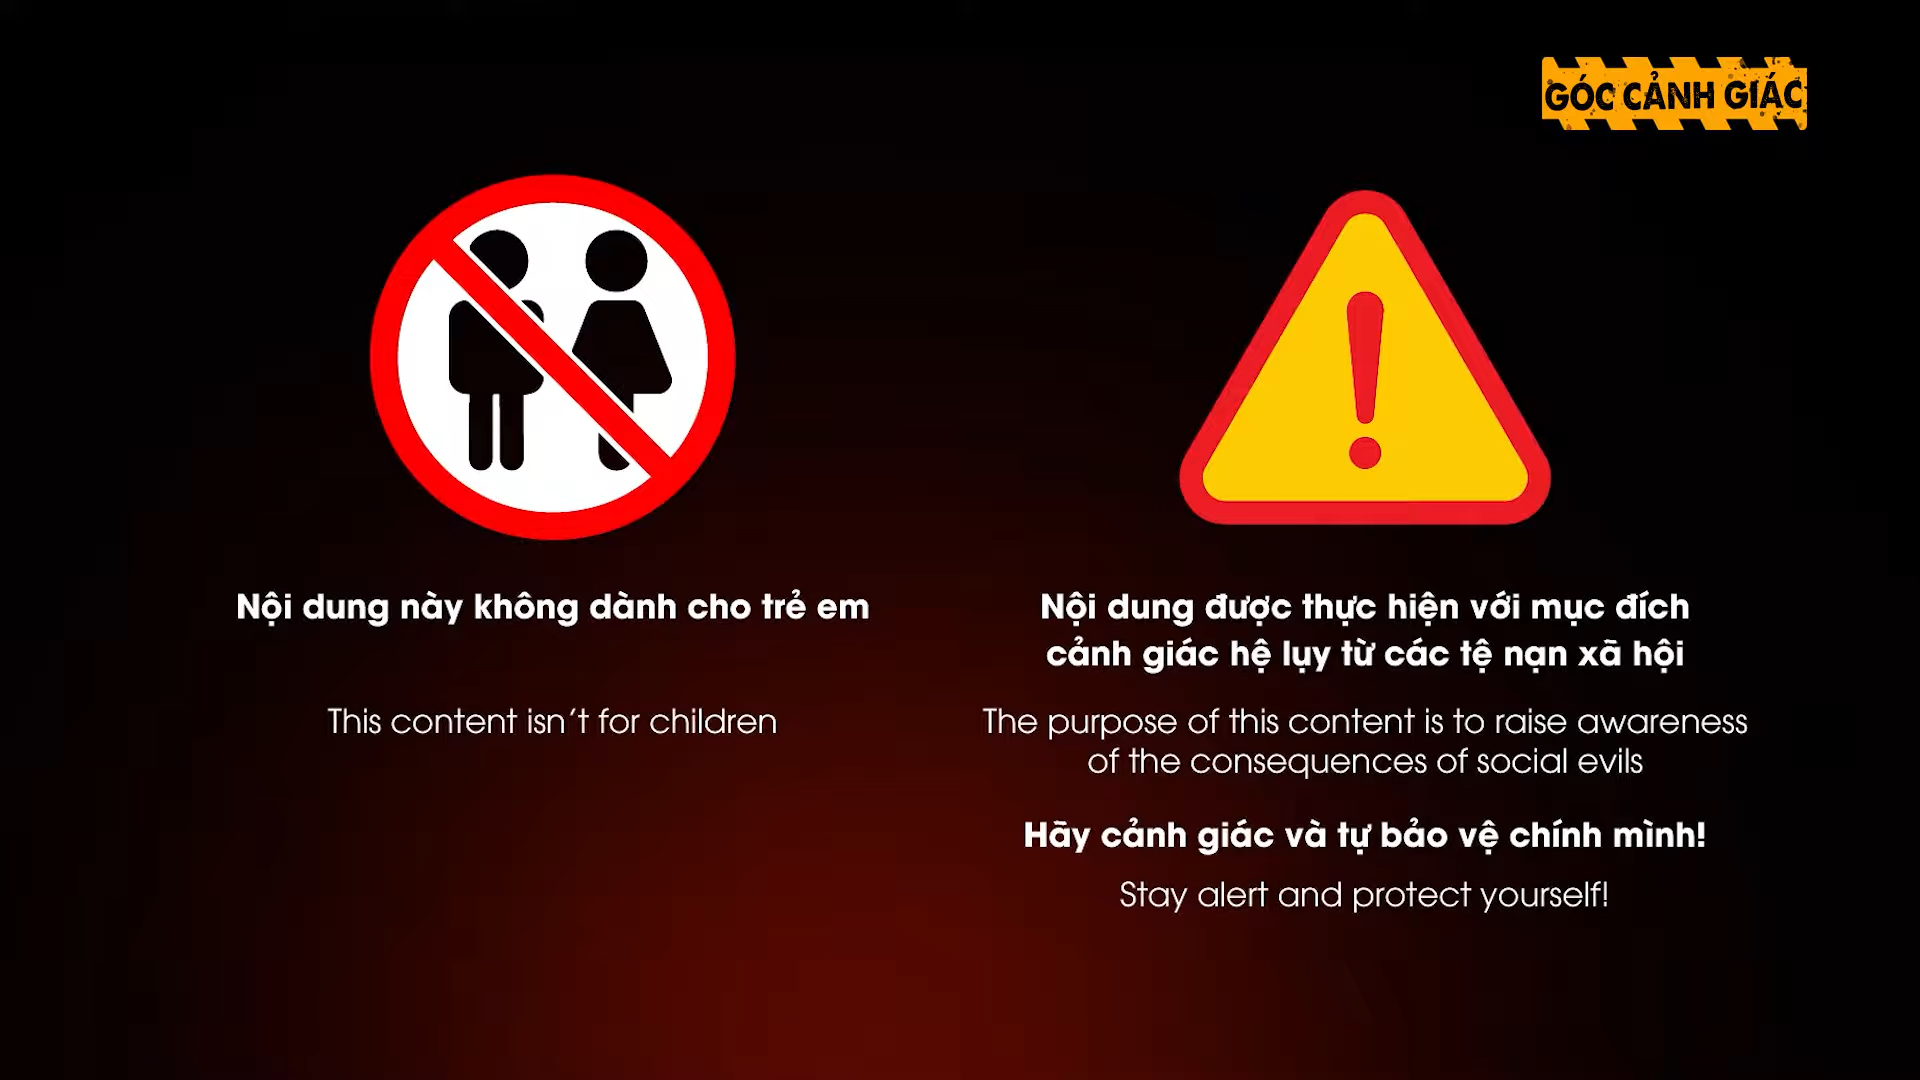 GÓC CẢNH GIÁC
Nội dung này không dành cho trẻ em
This content isn't for children
Nội dung được thực hiện với mục đích
cảnh giác hệ lụy từ các tệ nạn xã hội
The purpose of this content is to raise awareness
of the consequences of social evils
Hãy cảnh giác và tự bảo vệ chính mình!
Stay alert and protect yourself!